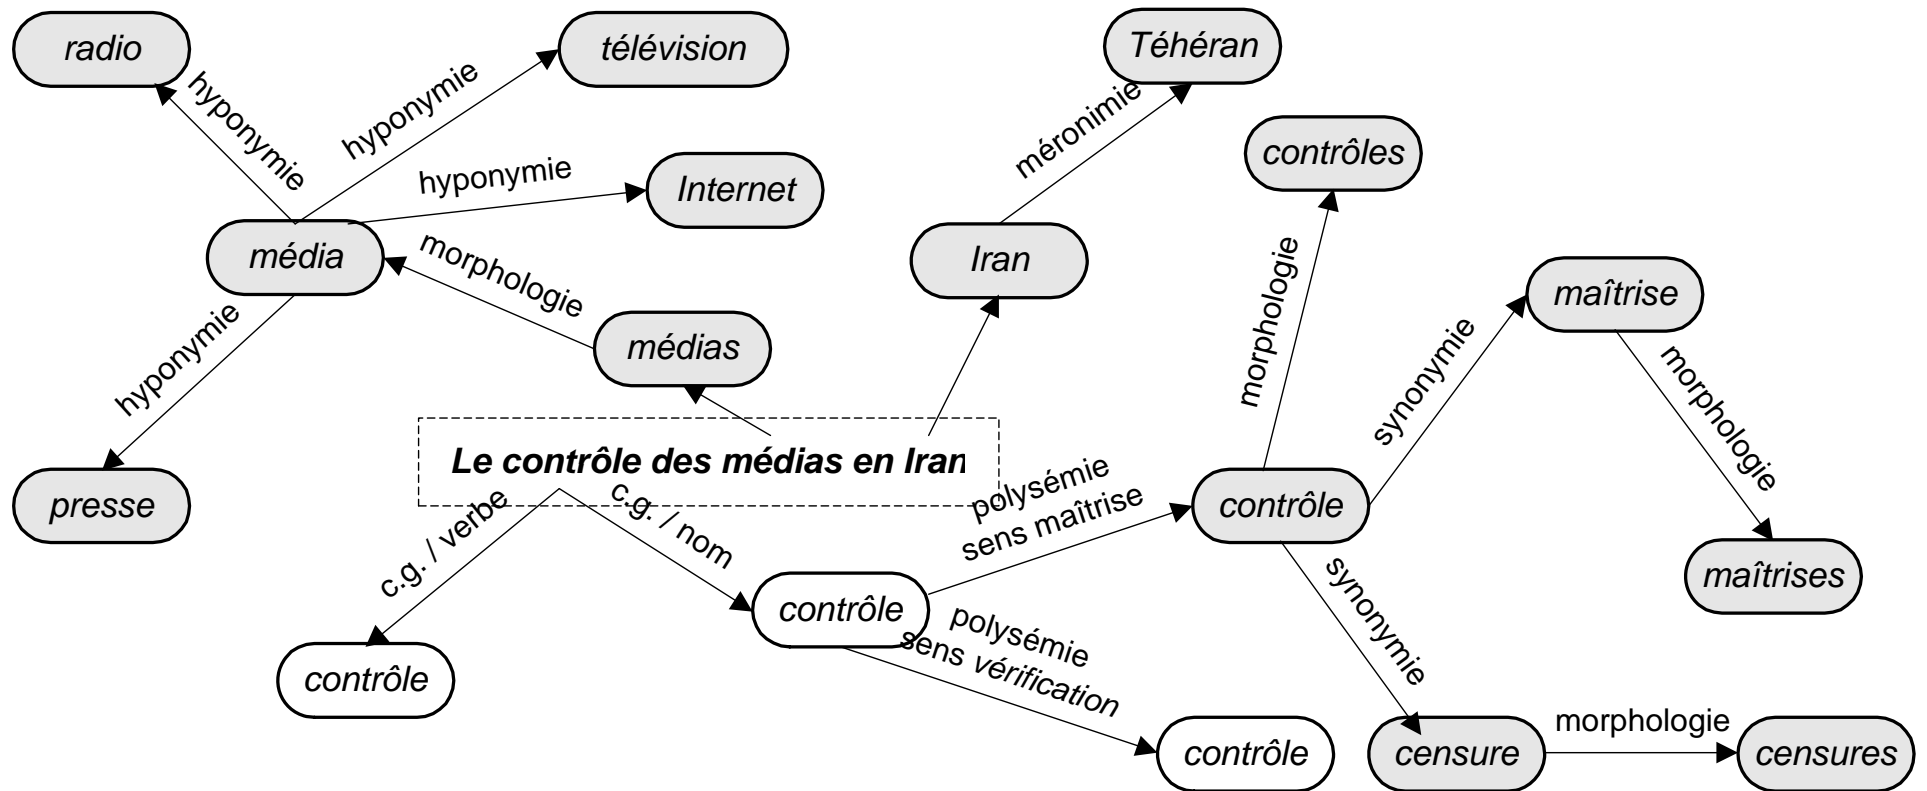 radio
télévision
Téhéran
hyponymie
hyponymie
méronimie
contrôles
hyponymie
Internet
média
morphologie
Iran
morphologie
maîtrise
hyponymie
médias
synonymie
morphologie
Le contrôle des médias en Iran
presse
c.g. / verbe
c.g. / nom
polysémie
sens maîtrise
contrôle
synonymie
maîtrises
contrôle
polysémie
sens vérification
contrôle
contrôle
censure
morphologie
censures